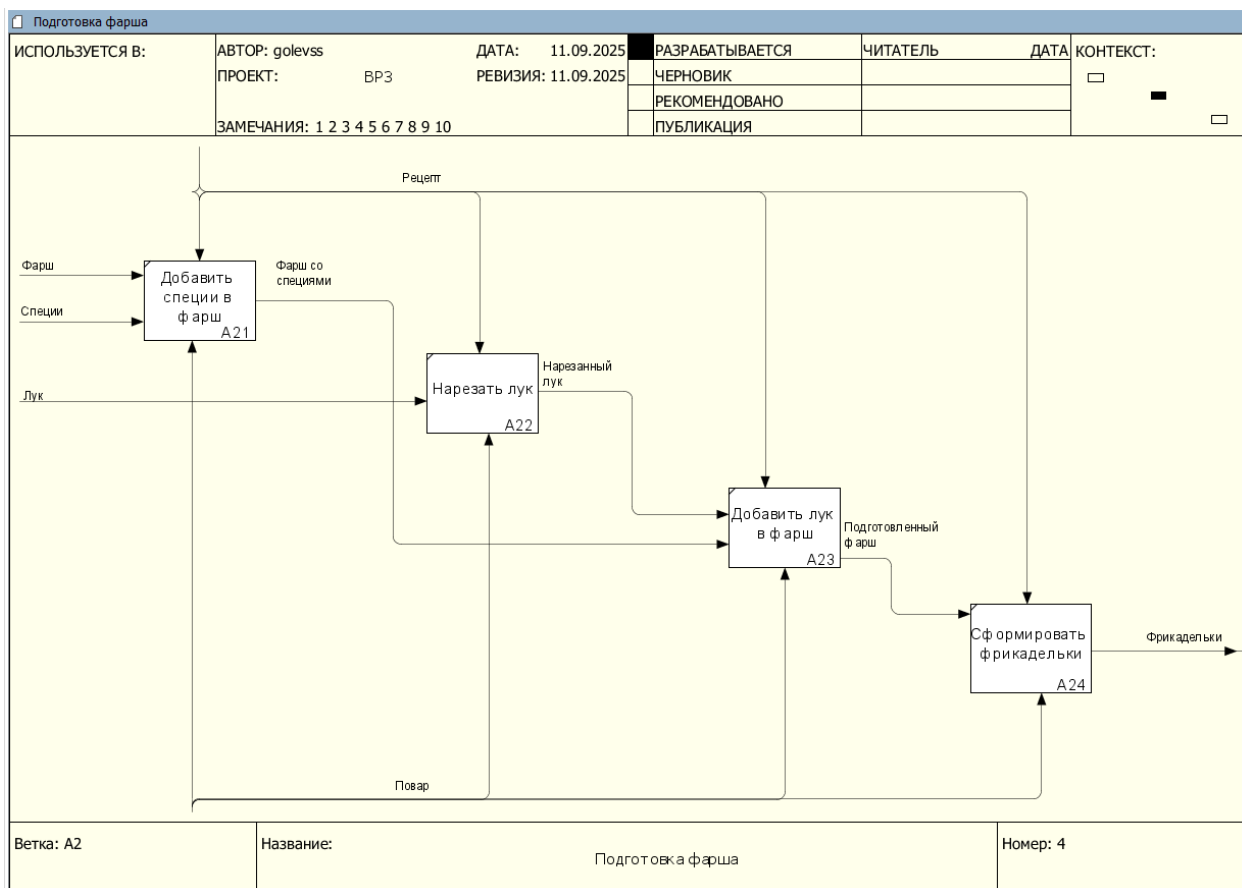 Подготовка фарша
ИСПОЛЬЗУЕТСЯ В:
АВТОР: golevss
ДАТА: 11.09.2025
РАЗРАБАТЫВАЕТСЯ
ЧИТАТЕЛЬ
ДАТА
КОНТЕКСТ:
ПРОЕКТ: ВРЗ
РЕВИЗИЯ: 11.09.2025
ЧЕРНОВИК
РЕКОМЕНДОВАНО
ЗАМЕЧАНИЯ: 1 2 3 4 5 6 7 8 9 10
ПУБЛИКАЦИЯ
Рецепт
Фарш
Специи
Добавить
специи в
фарш
A21
Фарш со
специями
Лук
Нарезать лук
A22
Нарезанный
лук
Добавить лук
в фарш
A23
Подготовленный
фарш
Сформировать
фрикадельки
A24
Фрикадельки
Повар
Ветка: A2
Название:
Подготовка фарша
Номер: 4